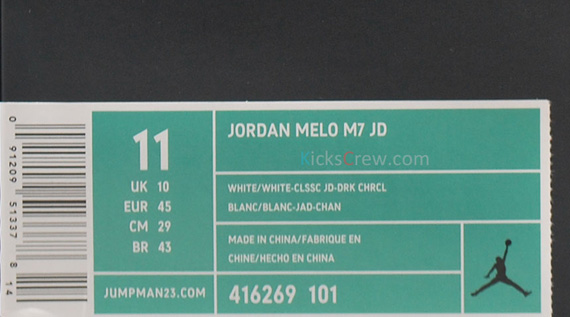 0 91209 51337 8 14
11
UK 10
EUR 45
CM 29
BR 43
JUMPMAN23.COM
JORDAN MELO M7 JD
KicksCrew.com
WHITE/WHITE-CLSSC JD-DRK CHRCL
BLANC/BLANC-JAD-CHAN
MADE IN CHINA/FABRIQUE EN
CHINE/HECHO EN CHINA
416269 101